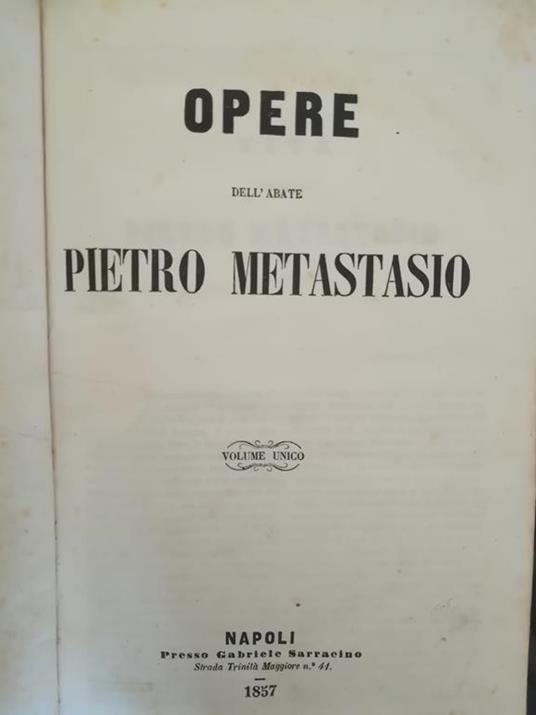 OPERE
DELL'ABATE
PIETRO METASTASIO
VOLUME UNICO
NAPOLI
Presso Gabriele Sarracino
Strada Trinità Maggiore n.° 41.
1857